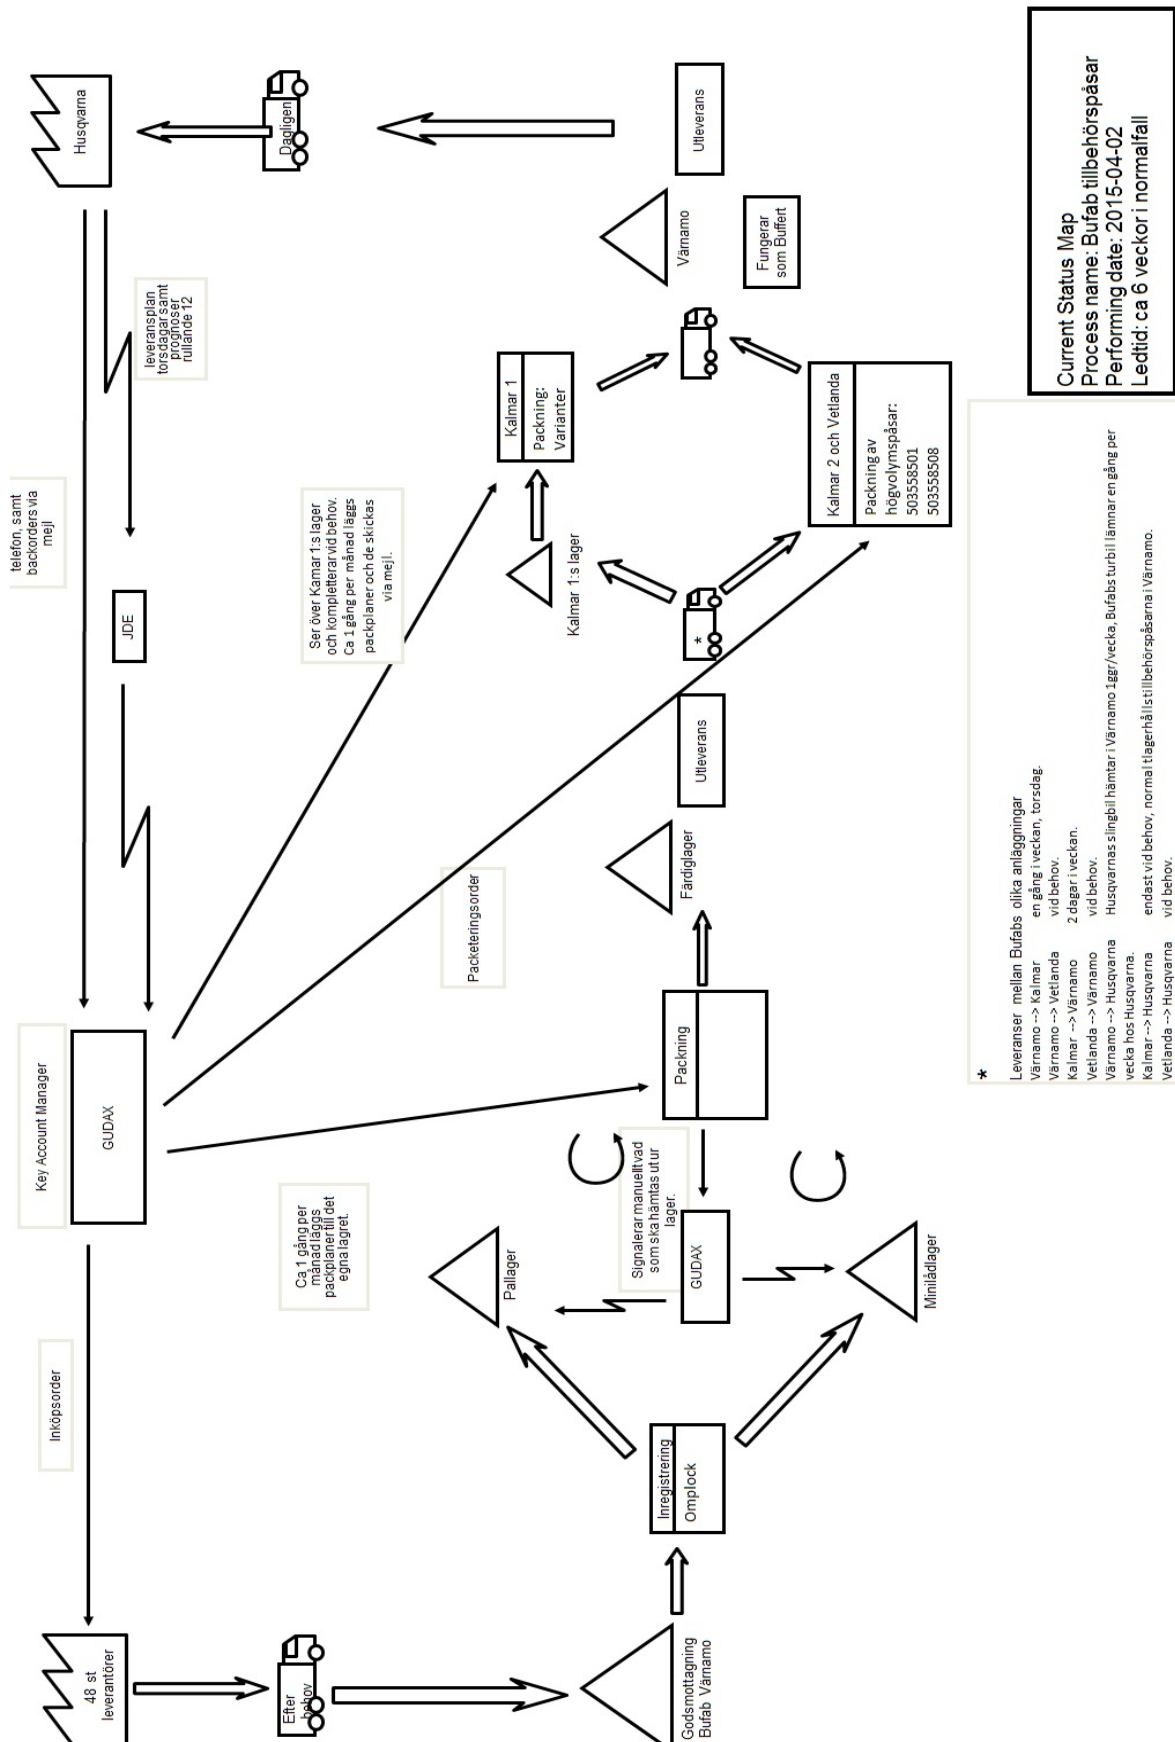 48 st
leverantörer
Inköpsorder
Key Account Manager
GUDAX
telefon, samt
backorders via
mejl
JDE
leveransplan
torsdagar samt
prognoser
rullande 12
Husqvarna
Dagligen
Efter
behov
Ca 1 gång per
månad läggs
packplaner till det
egna lagret.
Packeteringsorder
Ser över Kamar 1:s lager
och kompletterar vid behov.
Ca 1 gång per månad läggs
packplaner och de skickas
via mejl.
Godsmottagning
Bufab Värnamo
Inregistrering
Omplock
Pallager
Signalerar manuellt vad
som ska hämtas ut ur
lager.
GUDAX
Minilådlager
Packning
Färdiglager
Utleverans
*
Kalmar 1:s lager
Kalmar 1
Packning:
Varianter
Kalmar 2 och Vetlanda
Packning av
högvolymspåsar:
503558501
503558508
Värnamo
Fungerar
som Buffert
Utleverans
*
Leveranser mellan Bufabs olika anläggningar
Värnamo --> Kalmar en gång i veckan, torsdag.
Värnamo --> Vetlanda vid behov.
Kalmar --> Värnamo 2 dagar i veckan.
Vetlanda --> Värnamo vid behov.
Värnamo --> Husqvarna Husqvarnas slingbil hämtar i Värnamo 1ggr/vecka, Bufabs turbil lämnar en gång per
vecka hos Husqvarna.
Kalmar --> Husqvarna endast vid behov, normal tlagerhålls tillbehörspåsarna i Värnamo.
Vetlanda --> Husqvarna vid behov.
Current Status Map
Process name: Bufab tillbehörspåsar
Performing date: 2015-04-02
Ledtid: ca 6 veckor i normalfall